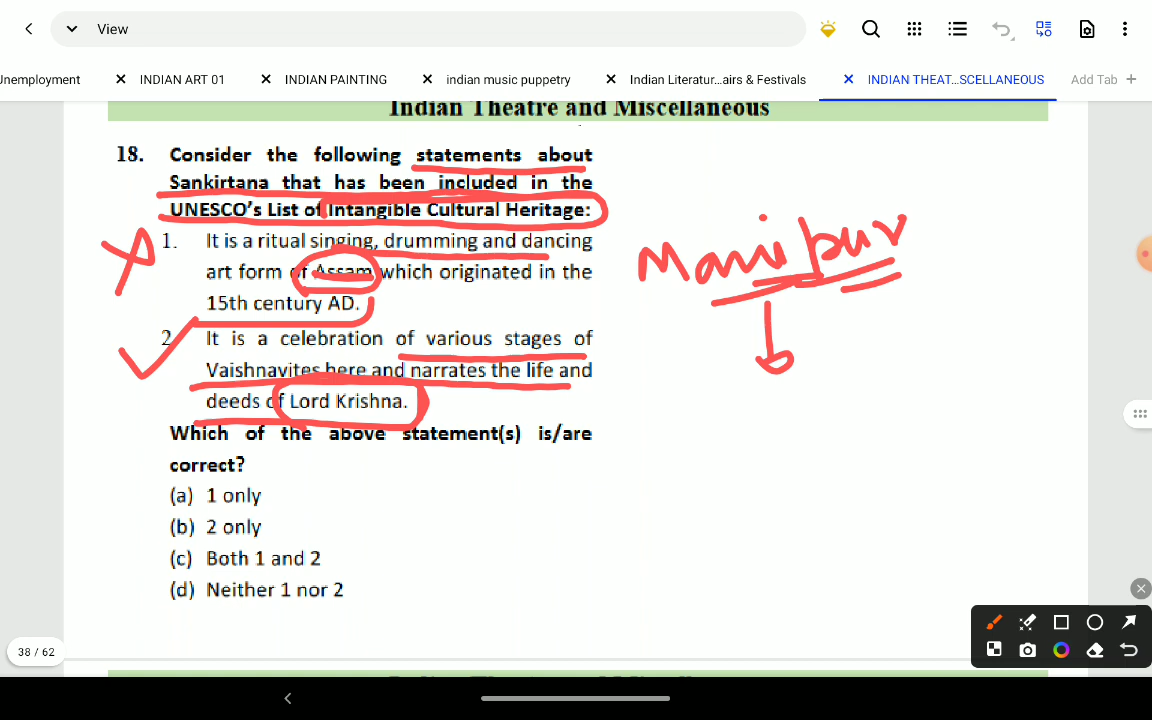 View
Unemployment
INDIAN ART 01
INDIAN PAINTING
indian music puppetry
Indian Literatur...airs & Festivals
INDIAN THEAT...SCELLANEOUS
Add Tab
Indian Theatre and Miscellaneous
18. Consider the following statements about
Sankirtana that has been included in the
UNESCO's List of Intangible Cultural Heritage:
1. It is a ritual singing, drumming and dancing
art form of Assam which originated in the
15th century AD.
Manipur
2. It is a celebration of various stages of
Vaishnavites here and narrates the life and
deeds of Lord Krishna.
Which of the above statement(s) is/are
correct?
(a) 1 only
(b) 2 only
(c) Both 1 and 2
(d) Neither 1 nor 2
38 / 62